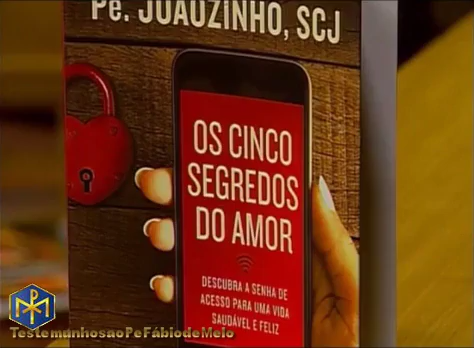 Pe. JOÃOZINHO, SCJ
OS CINCO
SEGREDOS
DO AMOR
DESCUBRA A SENHA DE
ACESSO PARA UMA VIDA
SAUDÁVEL E FELIZ
TestemunhosaoPeFábiodeMelo